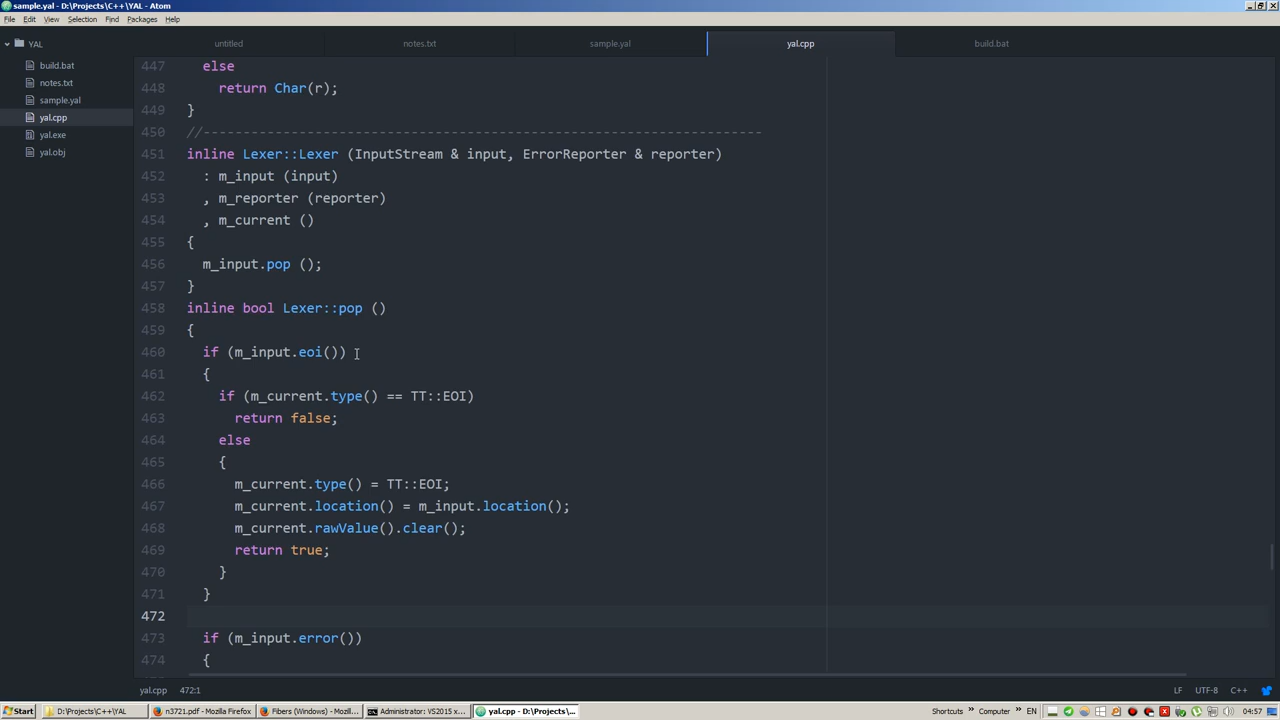 sample.yal - D:\Projects\C++\YAL - Atom
File Edit View Selection Find Packages Help
YAL
build.bat
notes.txt
sample.yal
yal.cpp
yal.exe
yal.obj
untitled notes.txt sample.yal yal.cpp build.bat
447 else
448 return Char(r);
449 }
450 //----------------------------------------------------------------------
451 inline Lexer::Lexer (InputStream & input, ErrorReporter & reporter)
452 : m_input (input)
453 , m_reporter (reporter)
454 , m_current ()
455 {
456 m_input.pop ();
457 }
458 inline bool Lexer::pop ()
459 {
460 if (m_input.eoi())
461 {
462 if (m_current.type() == TT::EOI)
463 return false;
464 else
465 {
466 m_current.type() = TT::EOI;
467 m_current.location() = m_input.location();
468 m_current.rawValue().clear();
469 return true;
470 }
471 }
472
473 if (m_input.error())
474 {
yal.cpp 472:1 LF UTF-8 C++
Start D:\Projects\C++\YAL n3721.pdf - Mozilla Firefox Fibers (Windows) - Mozill... Administrator: VS2015 x... yal.cpp - D:\Projects\... Shortcuts » Computer » EN 04:57